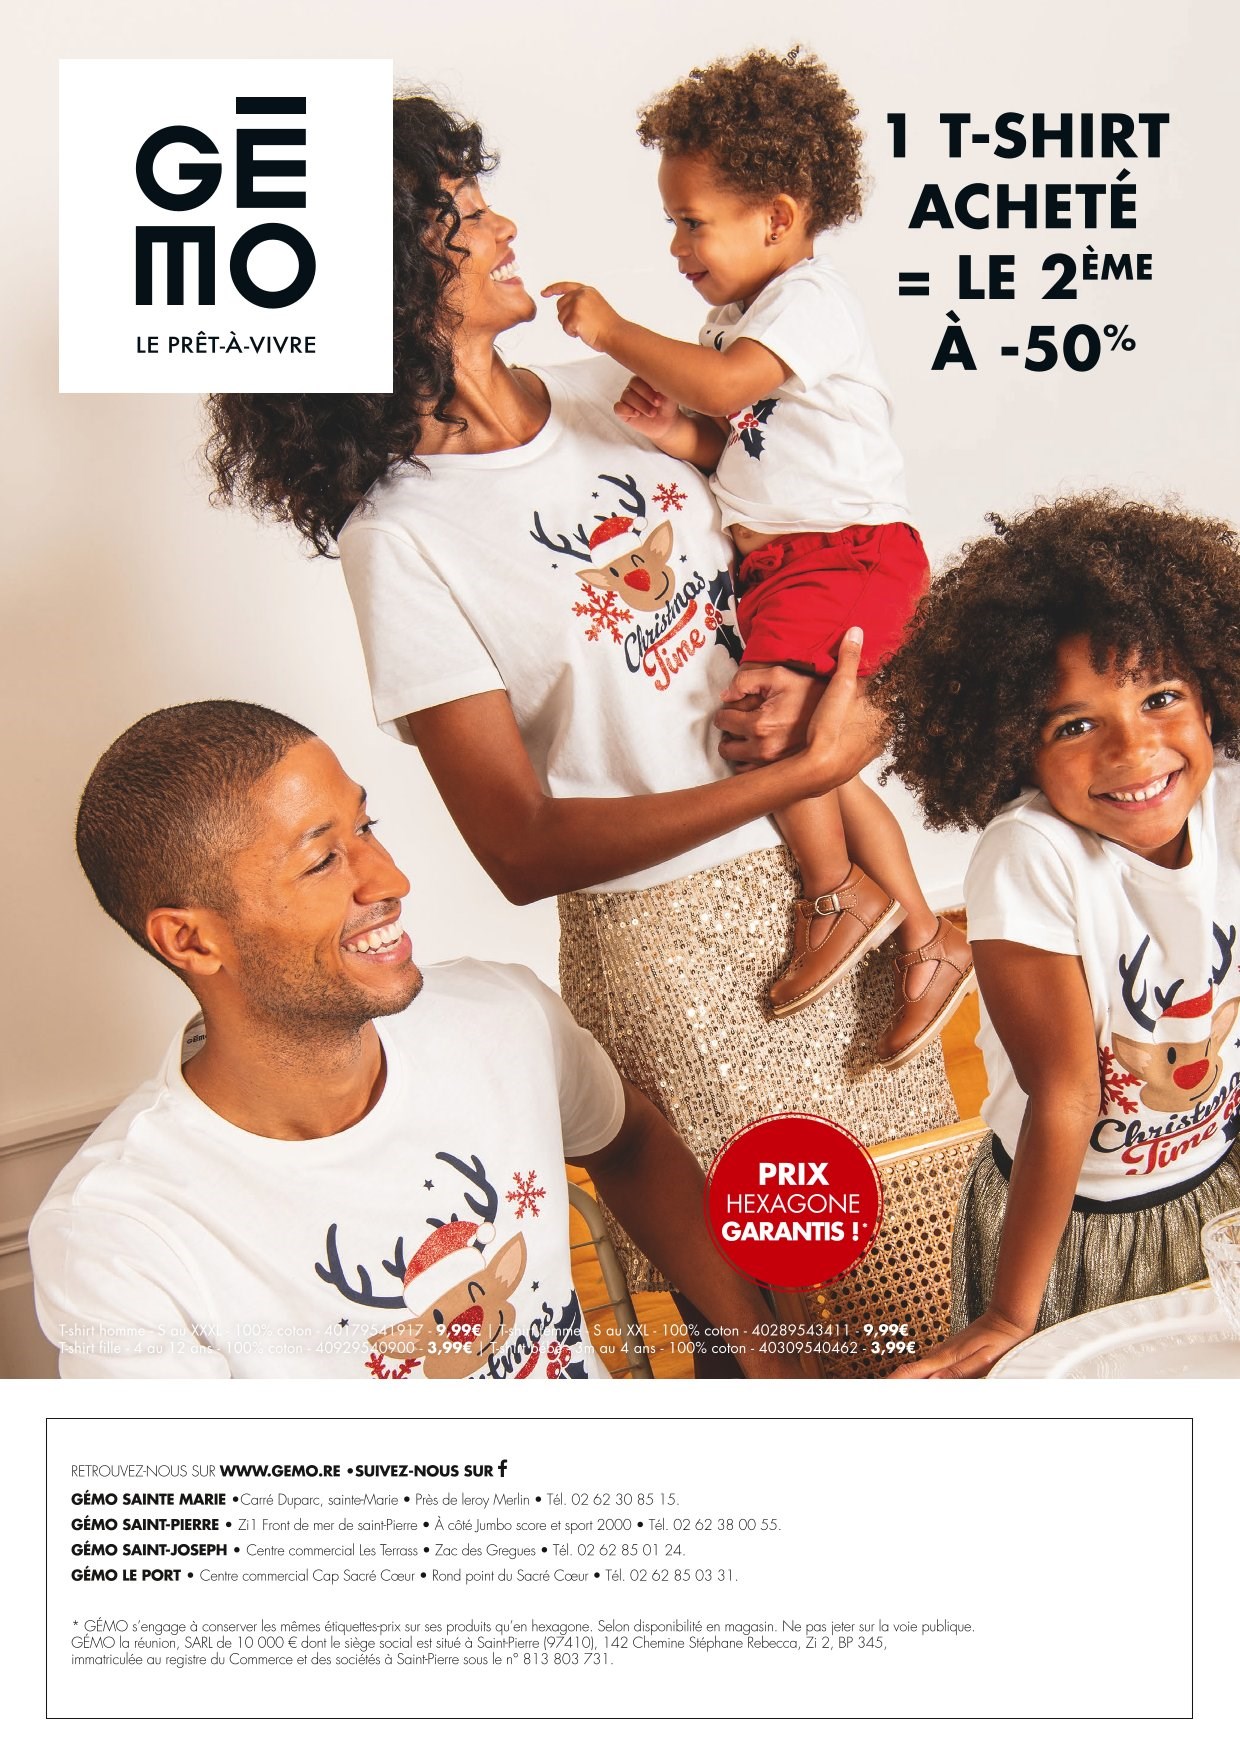 GÉ
MO
LE PRÊT-À-VIVRE
1 T-SHIRT
ACHETÉ
= LE 2ÈME
À -50%
Christmas
Time
Christmas
Time
PRIX
HEXAGONE
GARANTIS !*
T-shirt homme - S au XXXL - 100% coton - 40179541917 - 9,99€ | T-shirt femme - S au XXL - 100% coton - 40289543411 - 9,99€
T-shirt fille - 4 au 12 ans - 100% coton - 40929540900 - 3,99€ | T-shirt bébé - 3m au 4 ans - 100% coton - 40309540462 - 3,99€
RETROUVEZ-NOUS SUR WWW.GEMO.RE •SUIVEZ-NOUS SUR f
GÉMO SAINTE MARIE •Carré Duparc, sainte-Marie • Près de leroy Merlin • Tél. 02 62 30 85 15.
GÉMO SAINT-PIERRE • Zi1 Front de mer de saint-Pierre • À côté Jumbo score et sport 2000 • Tél. 02 62 38 00 55.
GÉMO SAINT-JOSEPH • Centre commercial Les Terrass • Zac des Gregues • Tél. 02 62 85 01 24.
GÉMO LE PORT • Centre commercial Cap Sacré Cœur • Rond point du Sacré Cœur • Tél. 02 62 85 03 31.
* GÉMO s'engage à conserver les mêmes étiquettes-prix sur ses produits qu'en hexagone. Selon disponibilité en magasin. Ne pas jeter sur la voie publique.
GÉMO la réunion, SARL de 10 000 € dont le siège social est situé à Saint-Pierre (97410), 142 Chemine Stéphane Rebecca, Zi 2, BP 345,
immatriculée au registre du Commerce et des sociétés à Saint-Pierre sous le n° 813 803 731.